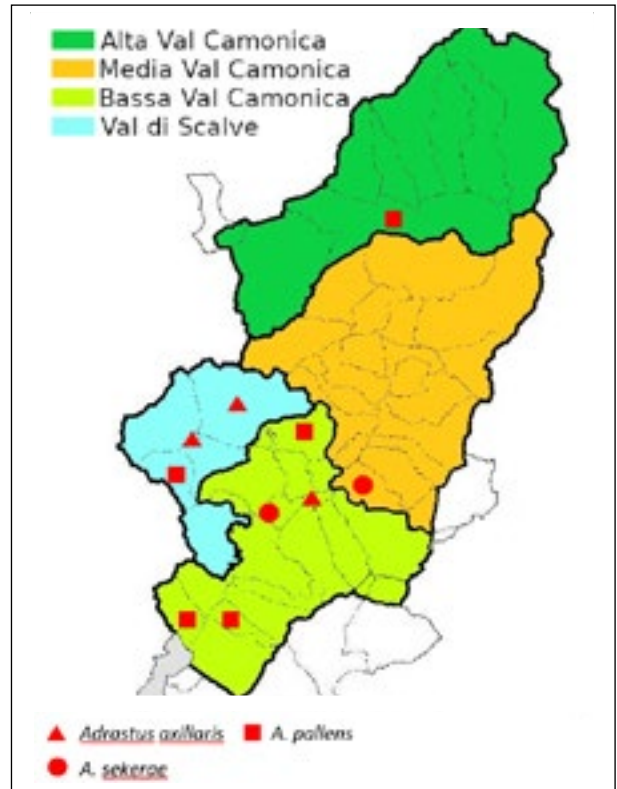 Alta Val Camonica
Media Val Camonica
Bassa Val Camonica
Val di Scalve
Adrastus axillaris A. pallens
A. sekerae